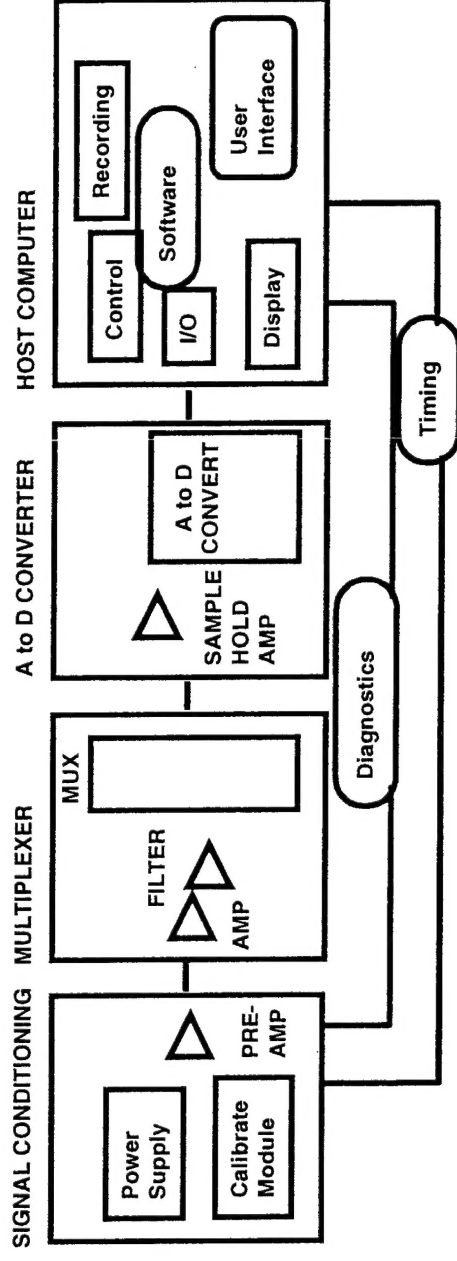 SIGNAL CONDITIONING
Power
Supply
Calibrate
Module
PRE-
AMP
MULTIPLEXER
MUX
FILTER
AMP
A to D CONVERTER
A to D
CONVERT
SAMPLE
HOLD
AMP
HOST COMPUTER
Recording
Control
Software
I/O
User
Interface
Display
Diagnostics
Timing